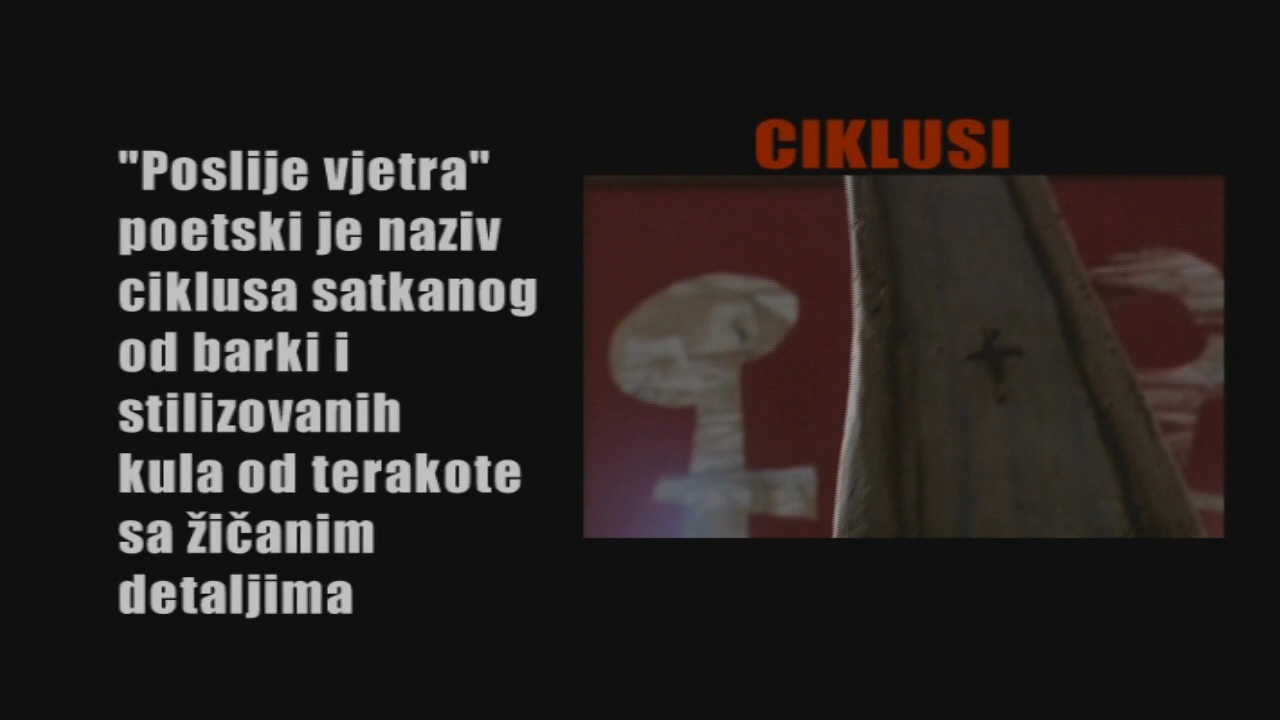 CIKLUSI
"Poslije vjetra"
poetski je naziv
ciklusa satkanog
od barki i
stilizovanih
kula od terakote
sa žičanim
detaljima